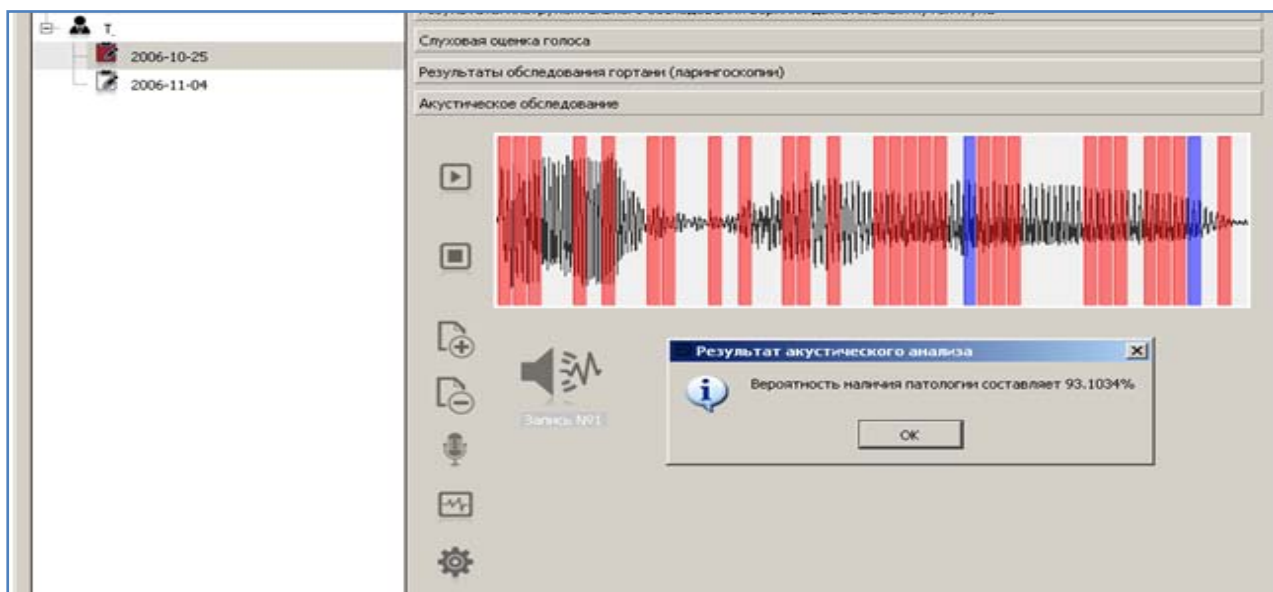 Т_
2006-10-25
2006-11-04
Слуховая оценка голоса
Результаты обследования гортани (ларингоскопии)
Акустическое обследование
Результат акустического анализа
Вероятность наличия патологии составляет 93.1034%
OK
Запись №1